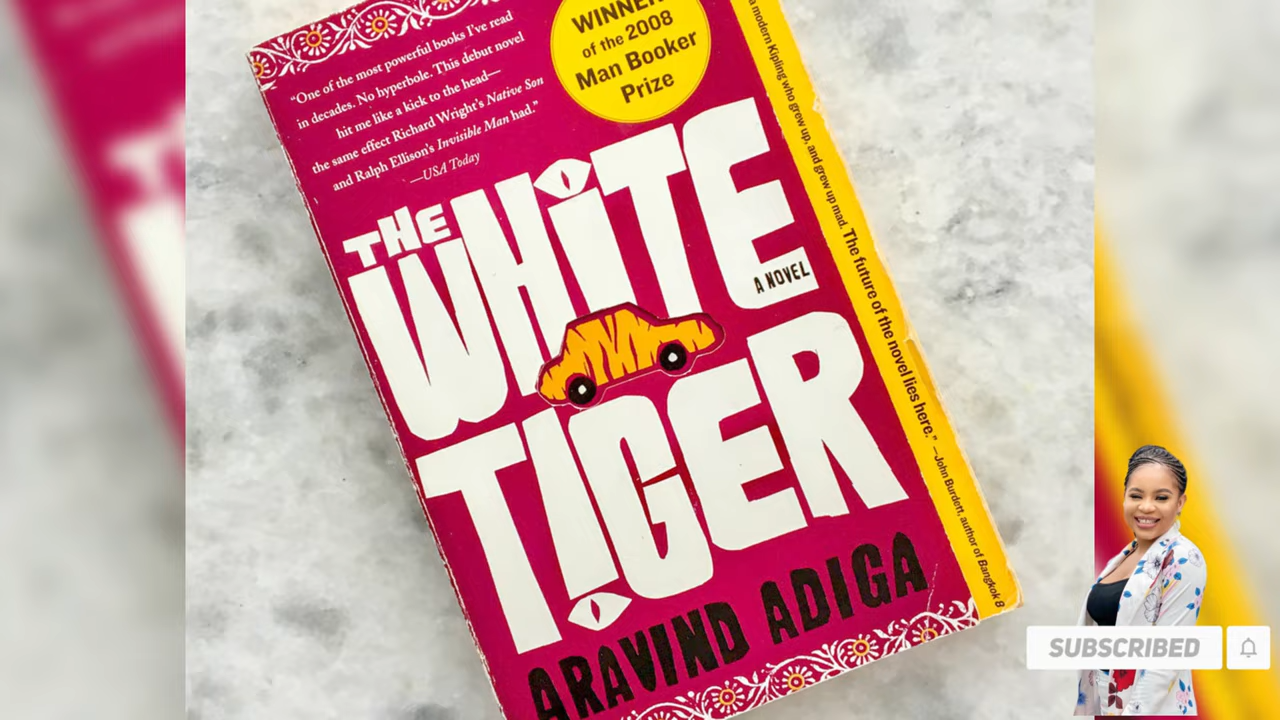 "One of the most powerful books I've read
in decades. No hyperbole. This debut novel
hit me like a kick to the head—
the same effect Richard Wright's Native Son
and Ralph Ellison's Invisible Man had."
—USA Today
WINNER
of the 2008
Man Booker
Prize
THE
WHiTE
A NOVEL
TIGER
ARAVIND ADIGA
a modern Kipling who grew up, and grew up mad. The future of the novel lies here." —John Burdett, author of Bangkok 8
SUBSCRIBED